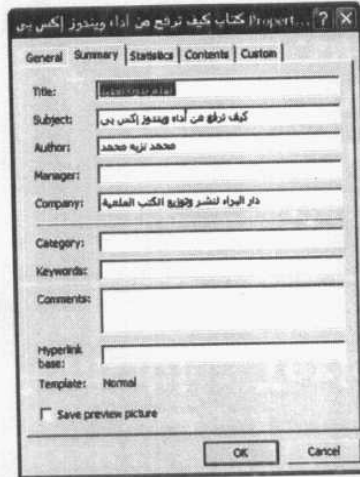 كتاب كيف ترفع من أداء ويندوز إكس بى Propert... ? X
General Summary Statistics Contents Custom
Title:
Subject: كيف ترفع من أداء ويندوز إكس بى
Author: محمد نزيه محمد
Manager:
Company: دار البراء لنشر وتوزيع الكتب العلمية
Category:
Keywords:
Comments:
Hyperlink
base:
Template: Normal
Save preview picture
OK Cancel